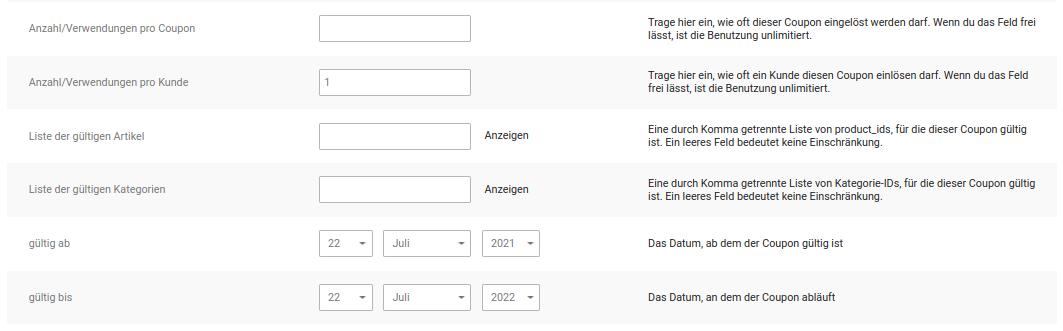 Anzahl/Verwendungen pro Coupon
Trage hier ein, wie oft dieser Coupon eingelöst werden darf. Wenn du das Feld frei
lässt, ist die Benutzung unlimitiert.
Anzahl/Verwendungen pro Kunde
1
Trage hier ein, wie oft ein Kunde diesen Coupon einlösen darf. Wenn du das Feld
frei lässt, ist die Benutzung unlimitiert.
Liste der gültigen Artikel
Anzeigen
Eine durch Komma getrennte Liste von product_ids, für die dieser Coupon gültig
ist. Ein leeres Feld bedeutet keine Einschränkung.
Liste der gültigen Kategorien
Anzeigen
Eine durch Komma getrennte Liste von Kategorie-IDs, für die dieser Coupon gültig
ist. Ein leeres Feld bedeutet keine Einschränkung.
gültig ab
22 Juli 2021
Das Datum, ab dem der Coupon gültig ist
gültig bis
22 Juli 2022
Das Datum, an dem der Coupon abläuft